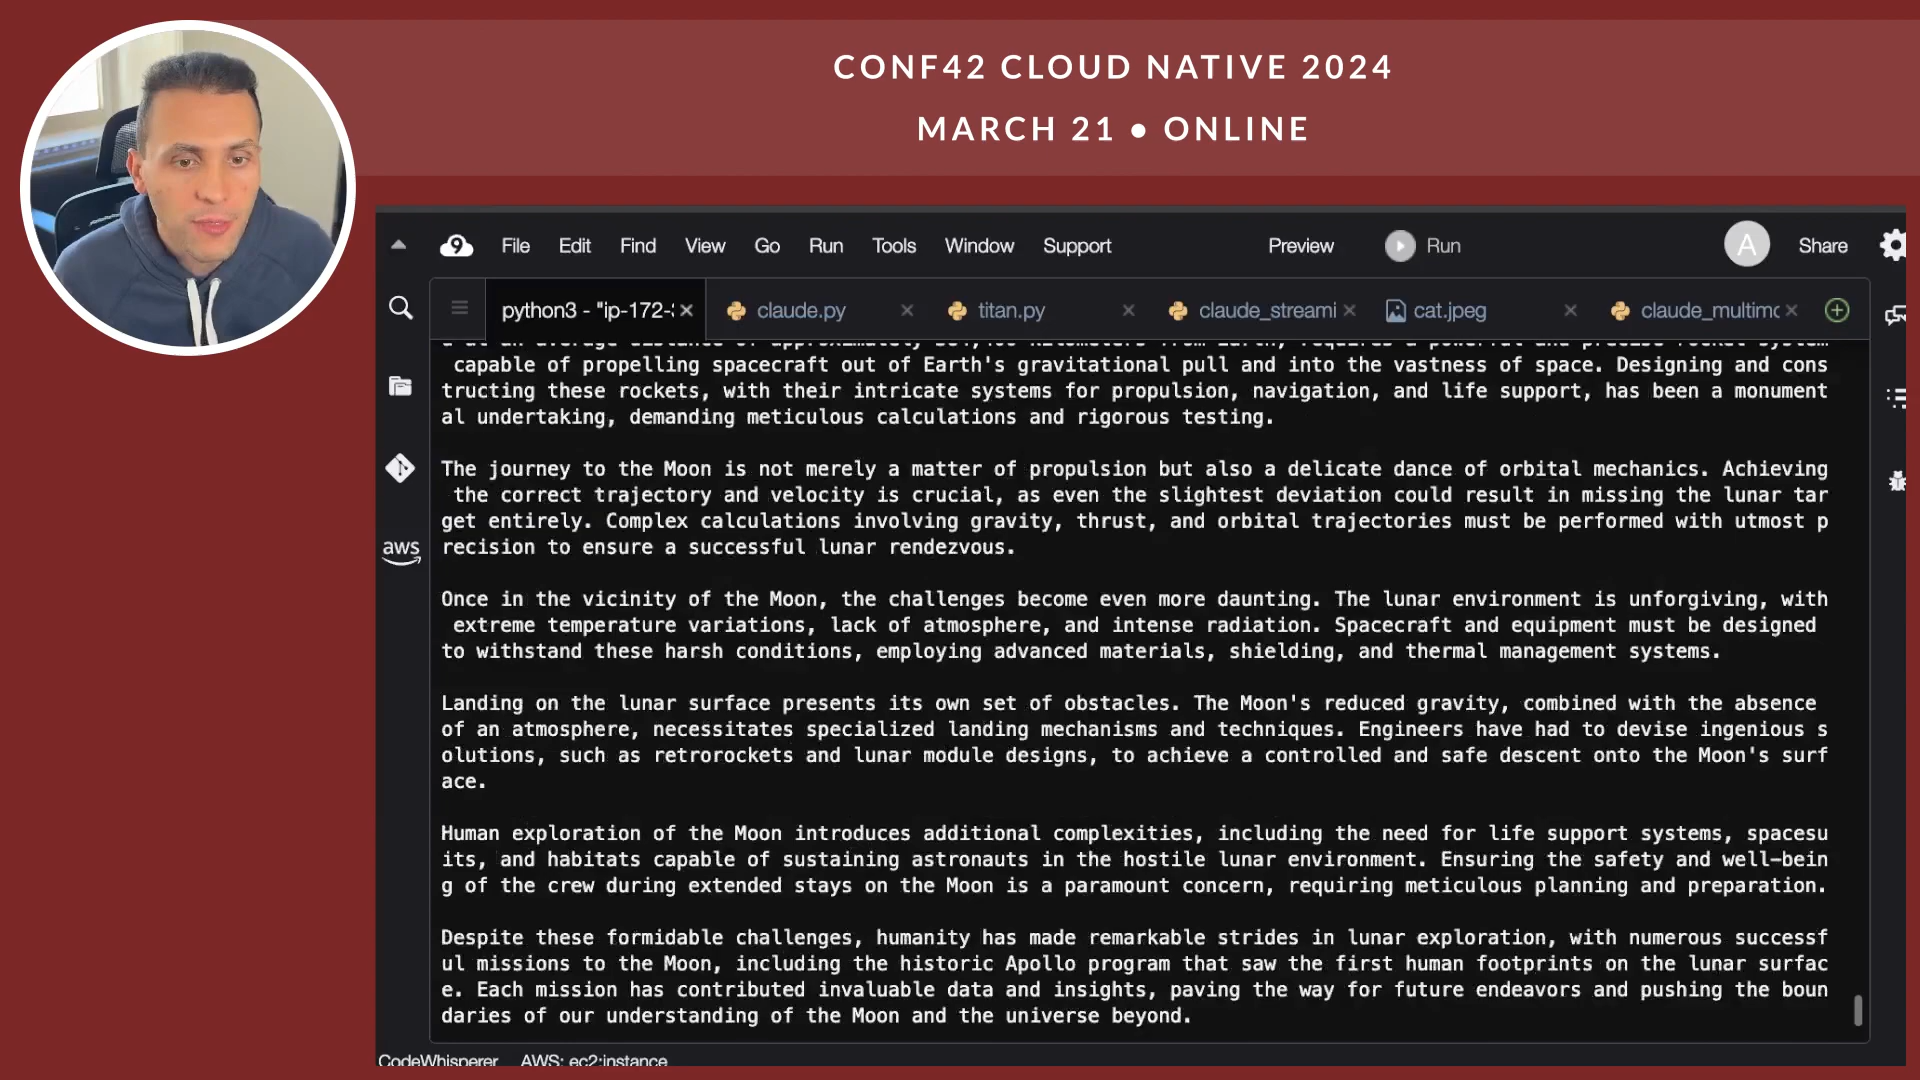 CONF42 CLOUD NATIVE 2024
MARCH 21 • ONLINE
9 File Edit Find View Go Run Tools Window Support Preview Run A Share
python3 - "ip-172-3 claude.py titan.py claude_streami cat.jpeg claude_multimo
capable of propelling spacecraft out of Earth's gravitational pull and into the vastness of space. Designing and cons
tructing these rockets, with their intricate systems for propulsion, navigation, and life support, has been a monument
al undertaking, demanding meticulous calculations and rigorous testing.
The journey to the Moon is not merely a matter of propulsion but also a delicate dance of orbital mechanics. Achieving
the correct trajectory and velocity is crucial, as even the slightest deviation could result in missing the lunar tar
get entirely. Complex calculations involving gravity, thrust, and orbital trajectories must be performed with utmost p
recision to ensure a successful lunar rendezvous.
aws
Once in the vicinity of the Moon, the challenges become even more daunting. The lunar environment is unforgiving, with
extreme temperature variations, lack of atmosphere, and intense radiation. Spacecraft and equipment must be designed
to withstand these harsh conditions, employing advanced materials, shielding, and thermal management systems.
Landing on the lunar surface presents its own set of obstacles. The Moon's reduced gravity, combined with the absence
of an atmosphere, necessitates specialized landing mechanisms and techniques. Engineers have had to devise ingenious s
olutions, such as retrorockets and lunar module designs, to achieve a controlled and safe descent onto the Moon's surf
ace.
Human exploration of the Moon introduces additional complexities, including the need for life support systems, spacesu
its, and habitats capable of sustaining astronauts in the hostile lunar environment. Ensuring the safety and well-bein
g of the crew during extended stays on the Moon is a paramount concern, requiring meticulous planning and preparation.
Despite these formidable challenges, humanity has made remarkable strides in lunar exploration, with numerous successf
ul missions to the Moon, including the historic Apollo program that saw the first human footprints on the lunar surfac
e. Each mission has contributed invaluable data and insights, paving the way for future endeavors and pushing the boun
daries of our understanding of the Moon and the universe beyond.
CodeWhisperer AWS: ec2:instance